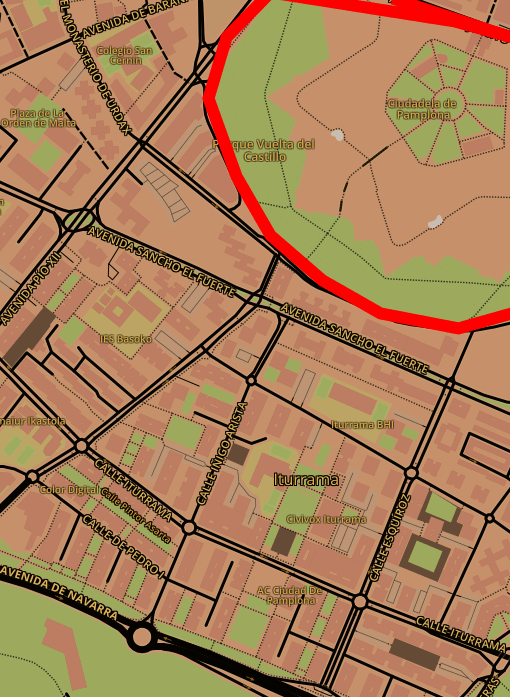 AVENIDA DE BARAÑ
EL MONASTERIO DE URDAX
Colegio San
Cernin
Plaza de La
Orden de Malta
Ciudadela de
Pamplona
Parque Vuelta del
Castillo
AVENIDA SANCHO EL FUERTE
AVENIDA PÍO XII
AVENIDA SANCHO EL FUERTE
IES Basoko
CALLE IÑIGO ARISTA
Iturrama BHI
maiur Ikastola
Iturrama
Color Digital
CALLE ITURRAMA
Calle Pintor Asarta
Civivox Iturrama
CALLE ESQUIROZ
CALLE DE PEDRO I
AC Ciudad De
Pamplona
AVENIDA DE NAVARRA
CALLE ITURRAMA